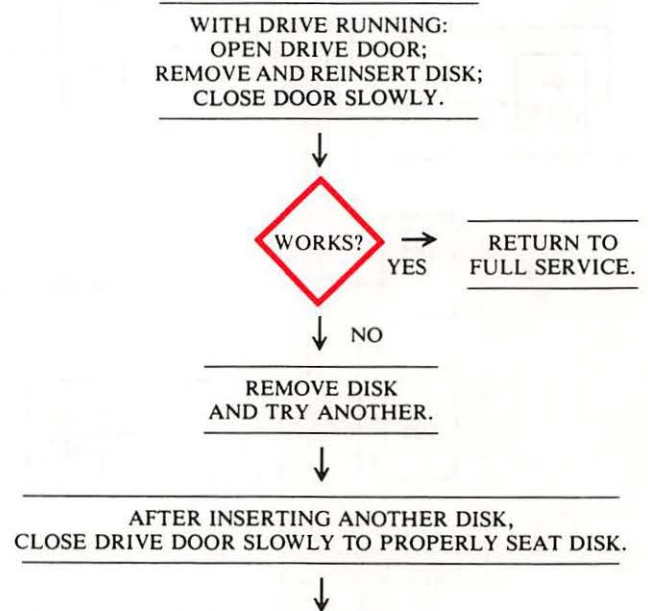 WITH DRIVE RUNNING:
OPEN DRIVE DOOR;
REMOVE AND REINSERT DISK;
CLOSE DOOR SLOWLY.
WORKS?
YES
RETURN TO
FULL SERVICE.
NO
REMOVE DISK
AND TRY ANOTHER.
AFTER INSERTING ANOTHER DISK,
CLOSE DRIVE DOOR SLOWLY TO PROPERLY SEAT DISK.